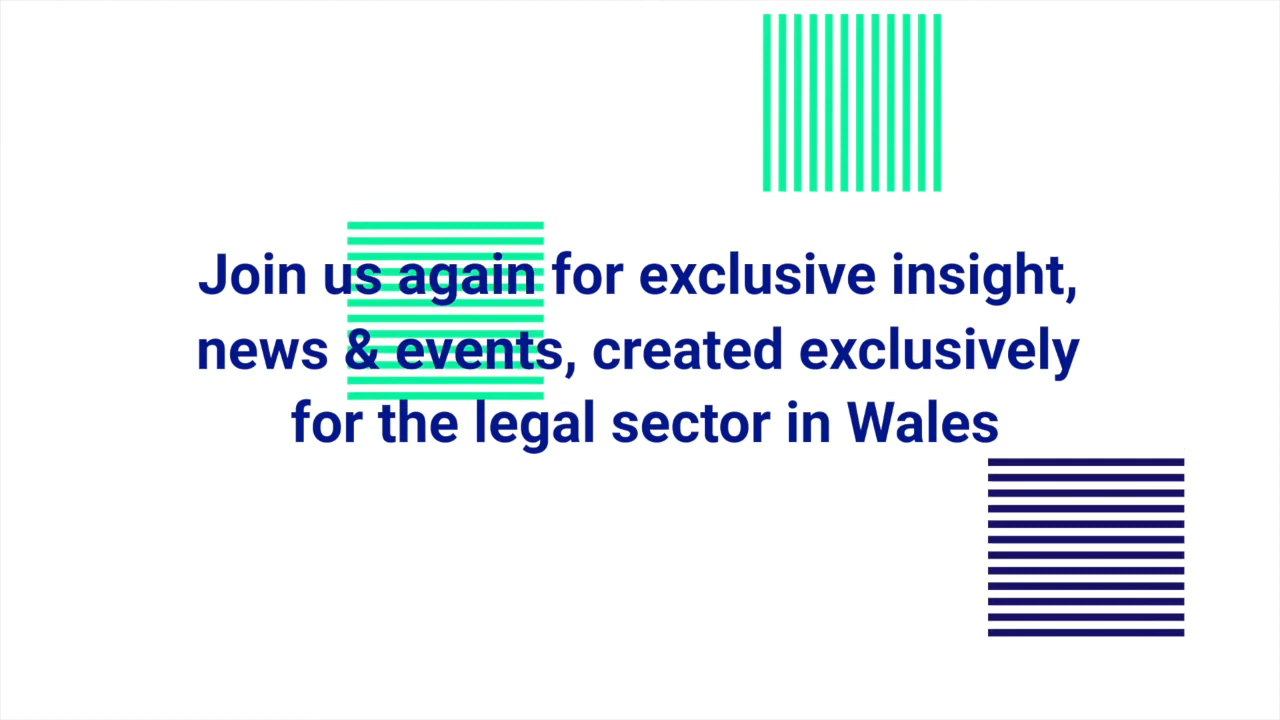 Join us again for exclusive insight,
news & events, created exclusively
for the legal sector in Wales